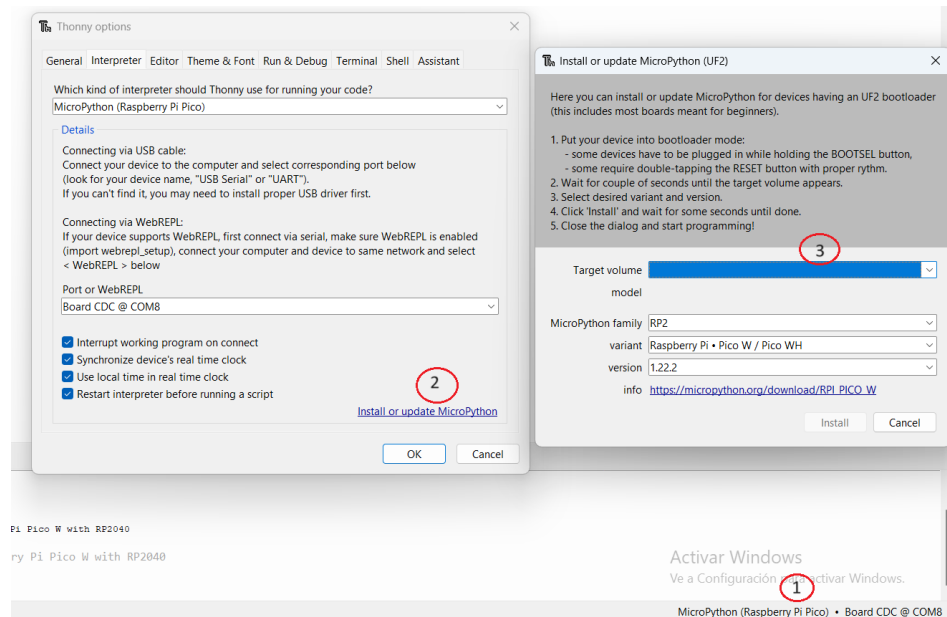 Thonny options
General Interpreter Editor Theme & Font Run & Debug Terminal Shell Assistant
Which kind of interpreter should Thonny use for running your code?
MicroPython (Raspberry Pi Pico)
Details
Connecting via USB cable:
Connect your device to the computer and select corresponding port below
(look for your device name, "USB Serial" or "UART").
If you can't find it, you may need to install proper USB driver first.
Connecting via WebREPL:
If your device supports WebREPL, first connect via serial, make sure WebREPL is enabled
(import webrepl_setup), connect your computer and device to same network and select
< WebREPL > below
Port or WebREPL
Board CDC @ COM8
Interrupt working program on connect
Synchronize device's real time clock
Use local time in real time clock
Restart interpreter before running a script
2
Install or update MicroPython
OK Cancel
Install or update MicroPython (UF2)
Here you can install or update MicroPython for devices having an UF2 bootloader
(this includes most boards meant for beginners).
1. Put your device into bootloader mode:
- some devices have to be plugged in while holding the BOOTSEL button,
- some require double-tapping the RESET button with proper rythm.
2. Wait for couple of seconds until the target volume appears.
3. Select desired variant and version.
4. Click 'Install' and wait for some seconds until done.
5. Close the dialog and start programming!
3
Target volume
model
MicroPython family RP2
variant Raspberry Pi • Pico W / Pico WH
version 1.22.2
info https://micropython.org/download/RPI_PICO_W
Install Cancel
Pi Pico W with RP2040
ry Pi Pico W with RP2040
Activar Windows
Ve a Configuración para activar Windows.
1
MicroPython (Raspberry Pi Pico) • Board CDC @ COM8